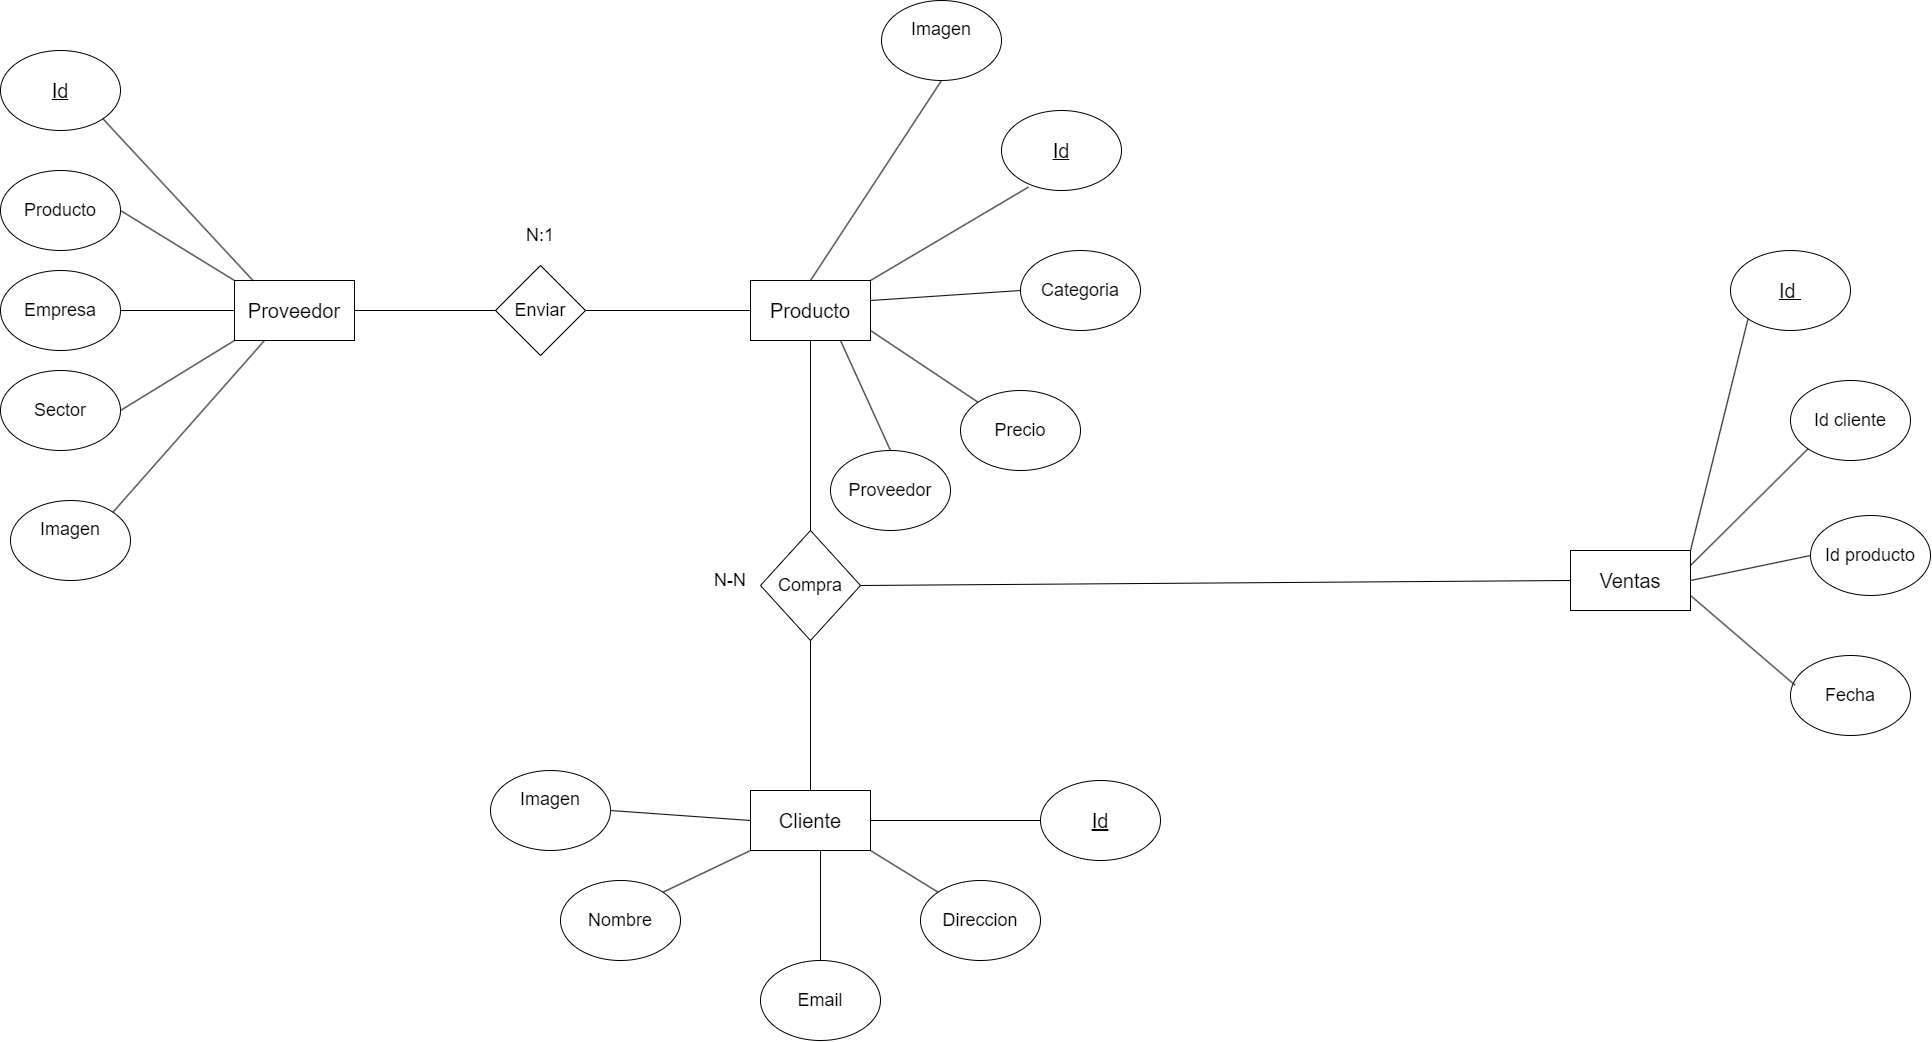 Imagen
Id
Id
Producto
N:1
Categoria
Id
Empresa
Proveedor
Enviar
Producto
Sector
Id cliente
Precio
Proveedor
Imagen
Id producto
N-N
Compra
Ventas
Fecha
Imagen
Cliente
Id
Nombre
Direccion
Email